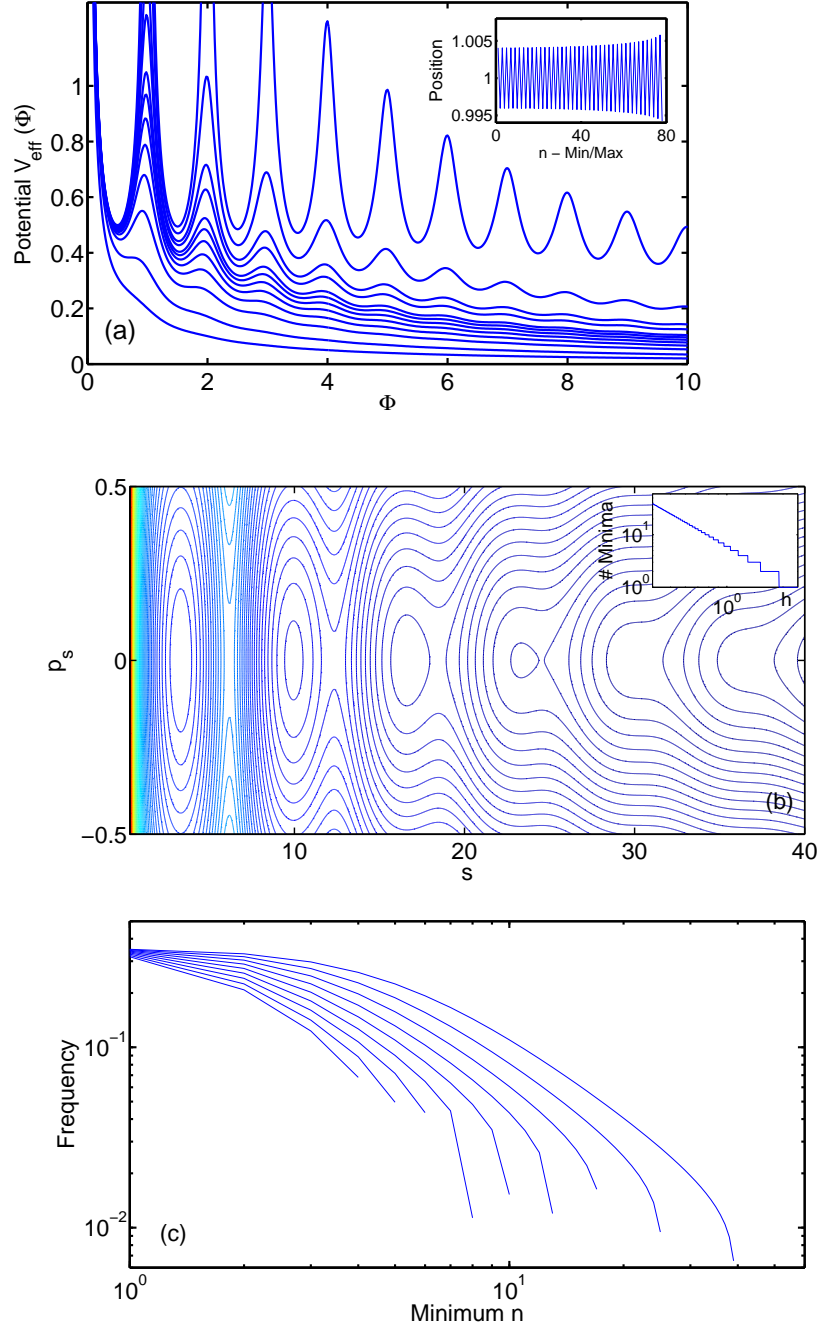 Potential V_eff (Φ)
1
0.8
0.6
0.4
0.2
0
(a)
0 2 4 6 8 10
Φ
Position
1.005
1
0.995
0 40 80
n − Min/Max
p_s
0.5
0
−0.5
10 20 30 40
s
(b)
# Minima
10^1
10^0
10^0
h
Frequency
10^−1
10^−2
(c)
10^0 10^1
Minimum n